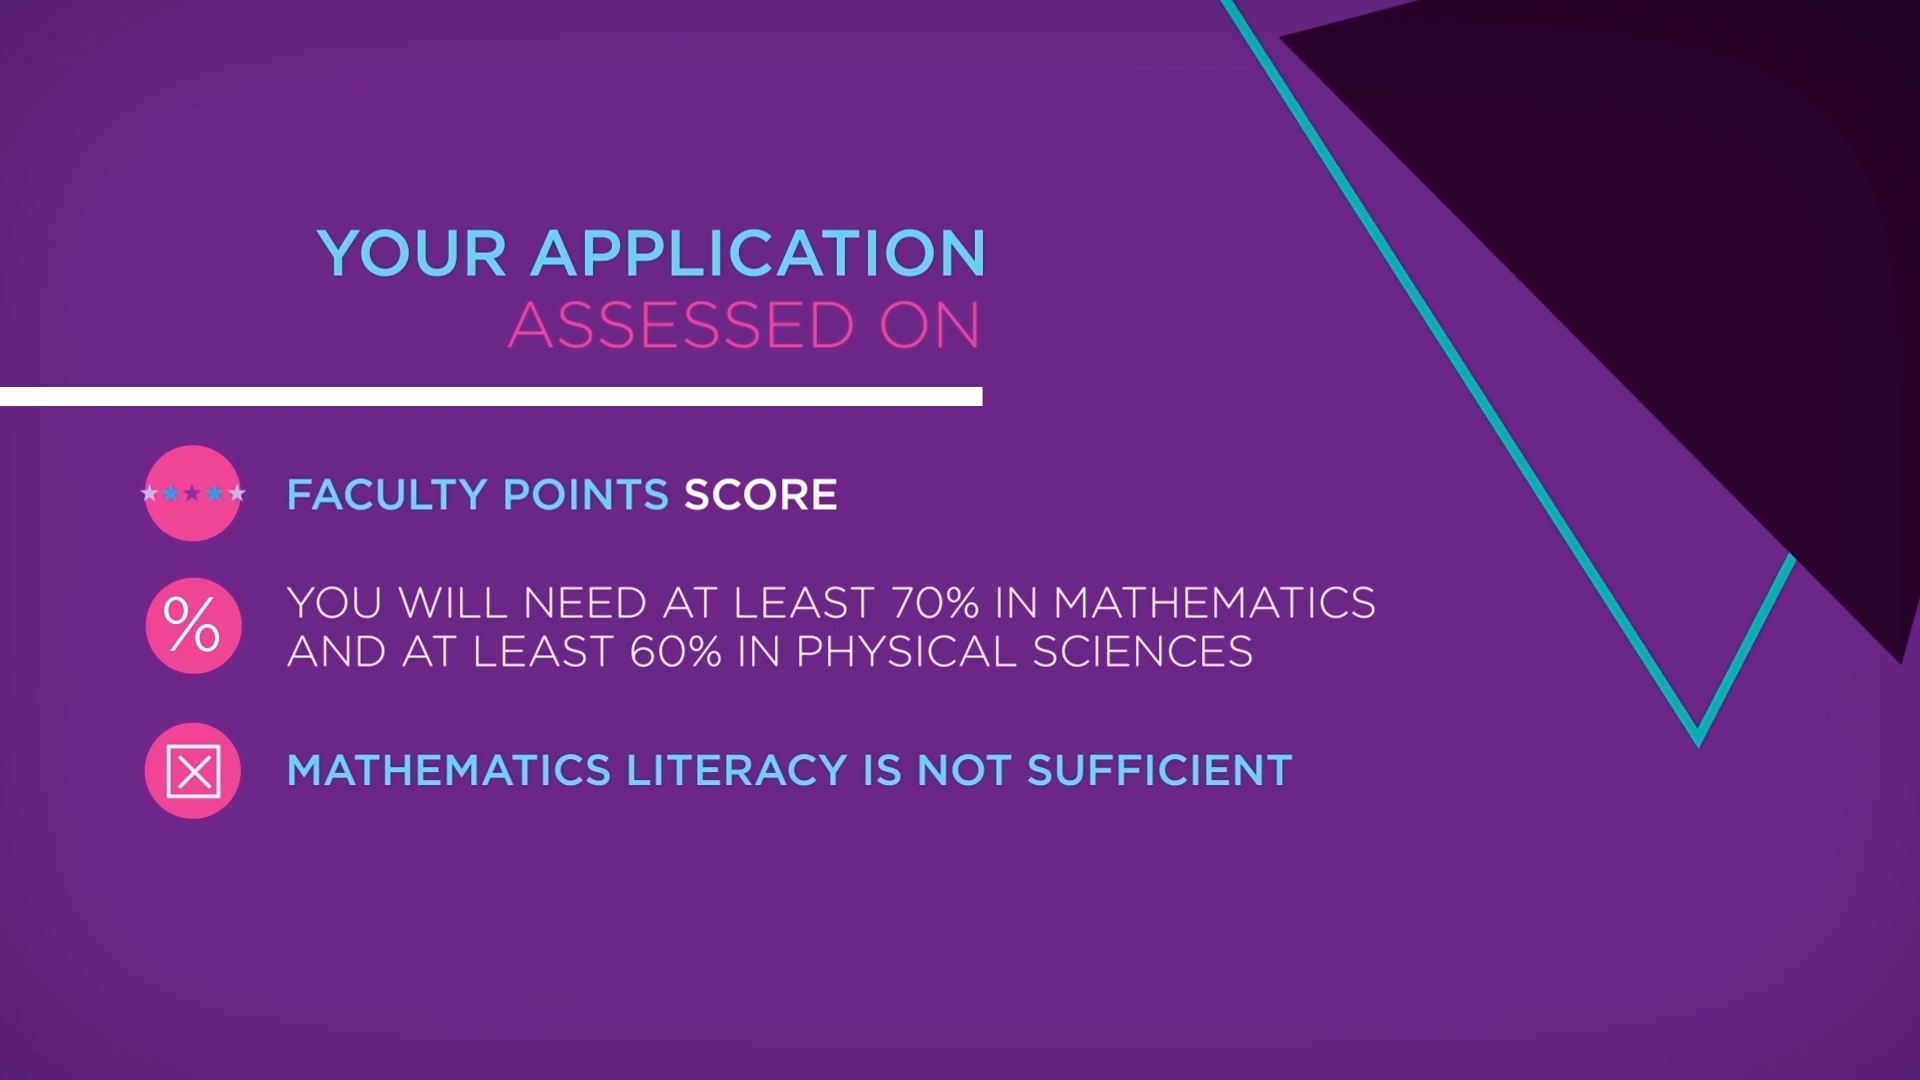 YOUR APPLICATION
ASSESSED ON
FACULTY POINTS SCORE
%
YOU WILL NEED AT LEAST 70% IN MATHEMATICS
AND AT LEAST 60% IN PHYSICAL SCIENCES
MATHEMATICS LITERACY IS NOT SUFFICIENT